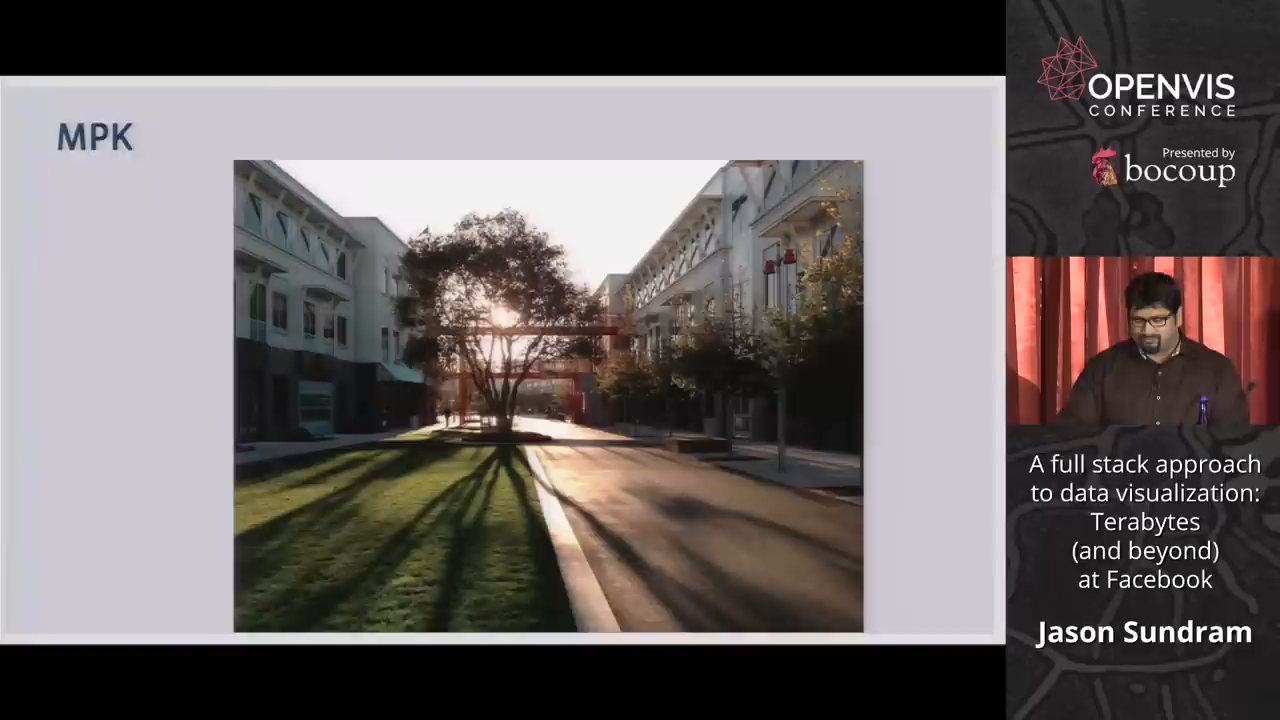 MPK
OPENVIS
CONFERENCE
Presented by
bocoup
A full stack approach
to data visualization:
Terabytes
(and beyond)
at Facebook
Jason Sundram